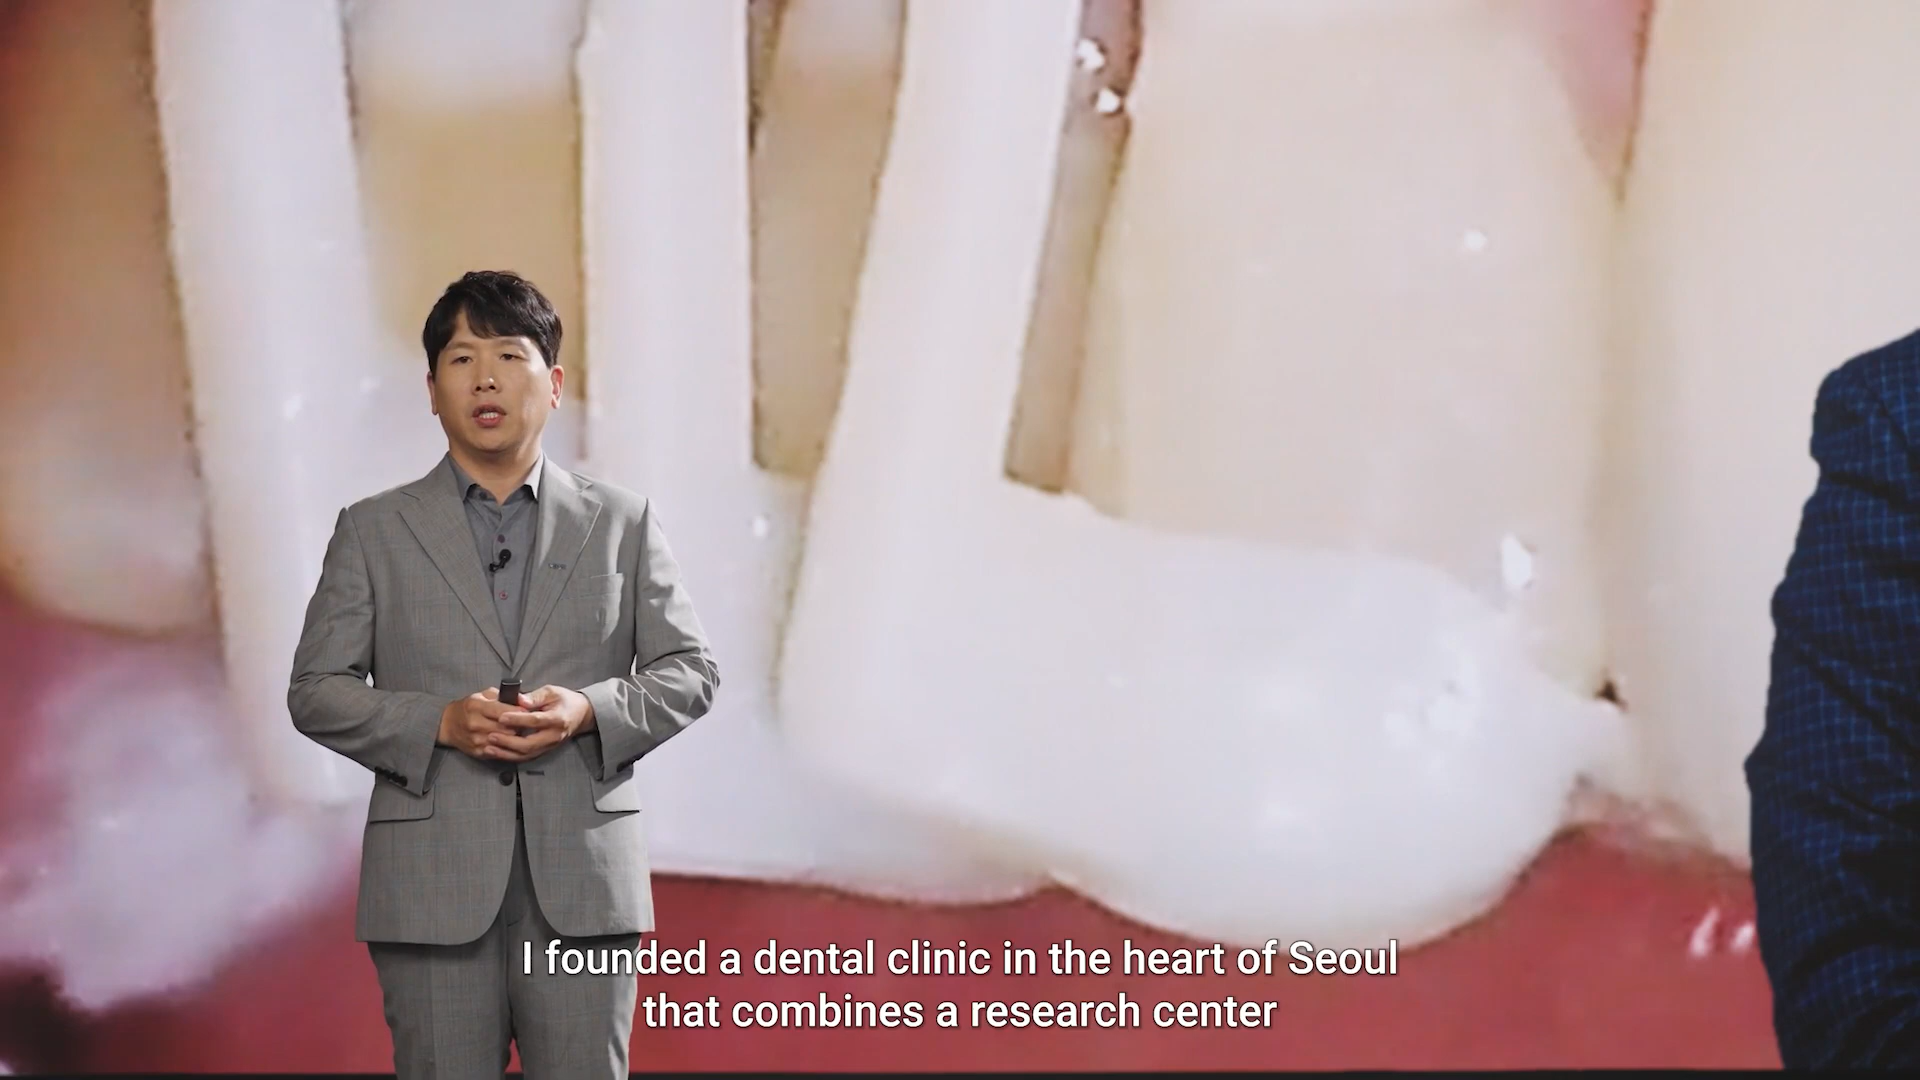 I founded a dental clinic in the heart of Seoul
that combines a research center